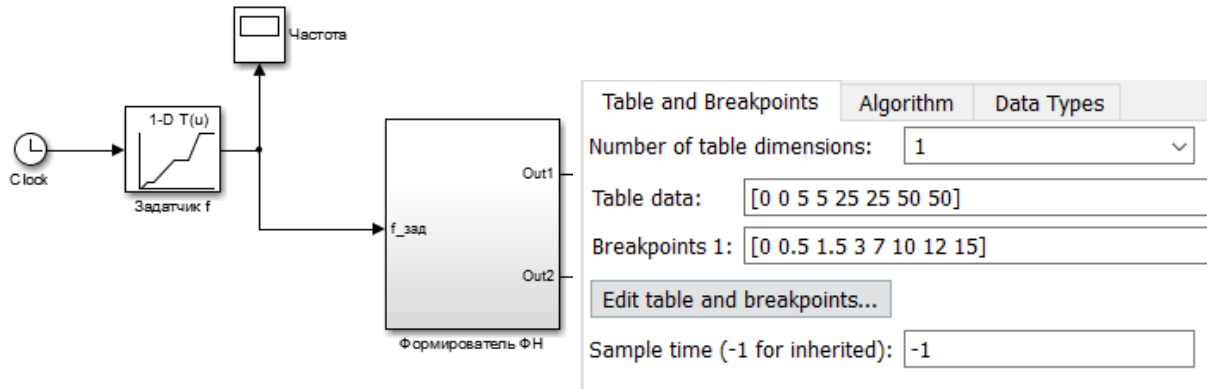 Частота
1-D T(u)
Clock
Задатчик f
Out1
f_зад
Out2
Формирователь ФН
Table and Breakpoints Algorithm Data Types
Number of table dimensions: 1
Table data: [0 0 5 5 25 25 50 50]
Breakpoints 1: [0 0.5 1.5 3 7 10 12 15]
Edit table and breakpoints...
Sample time (-1 for inherited): -1